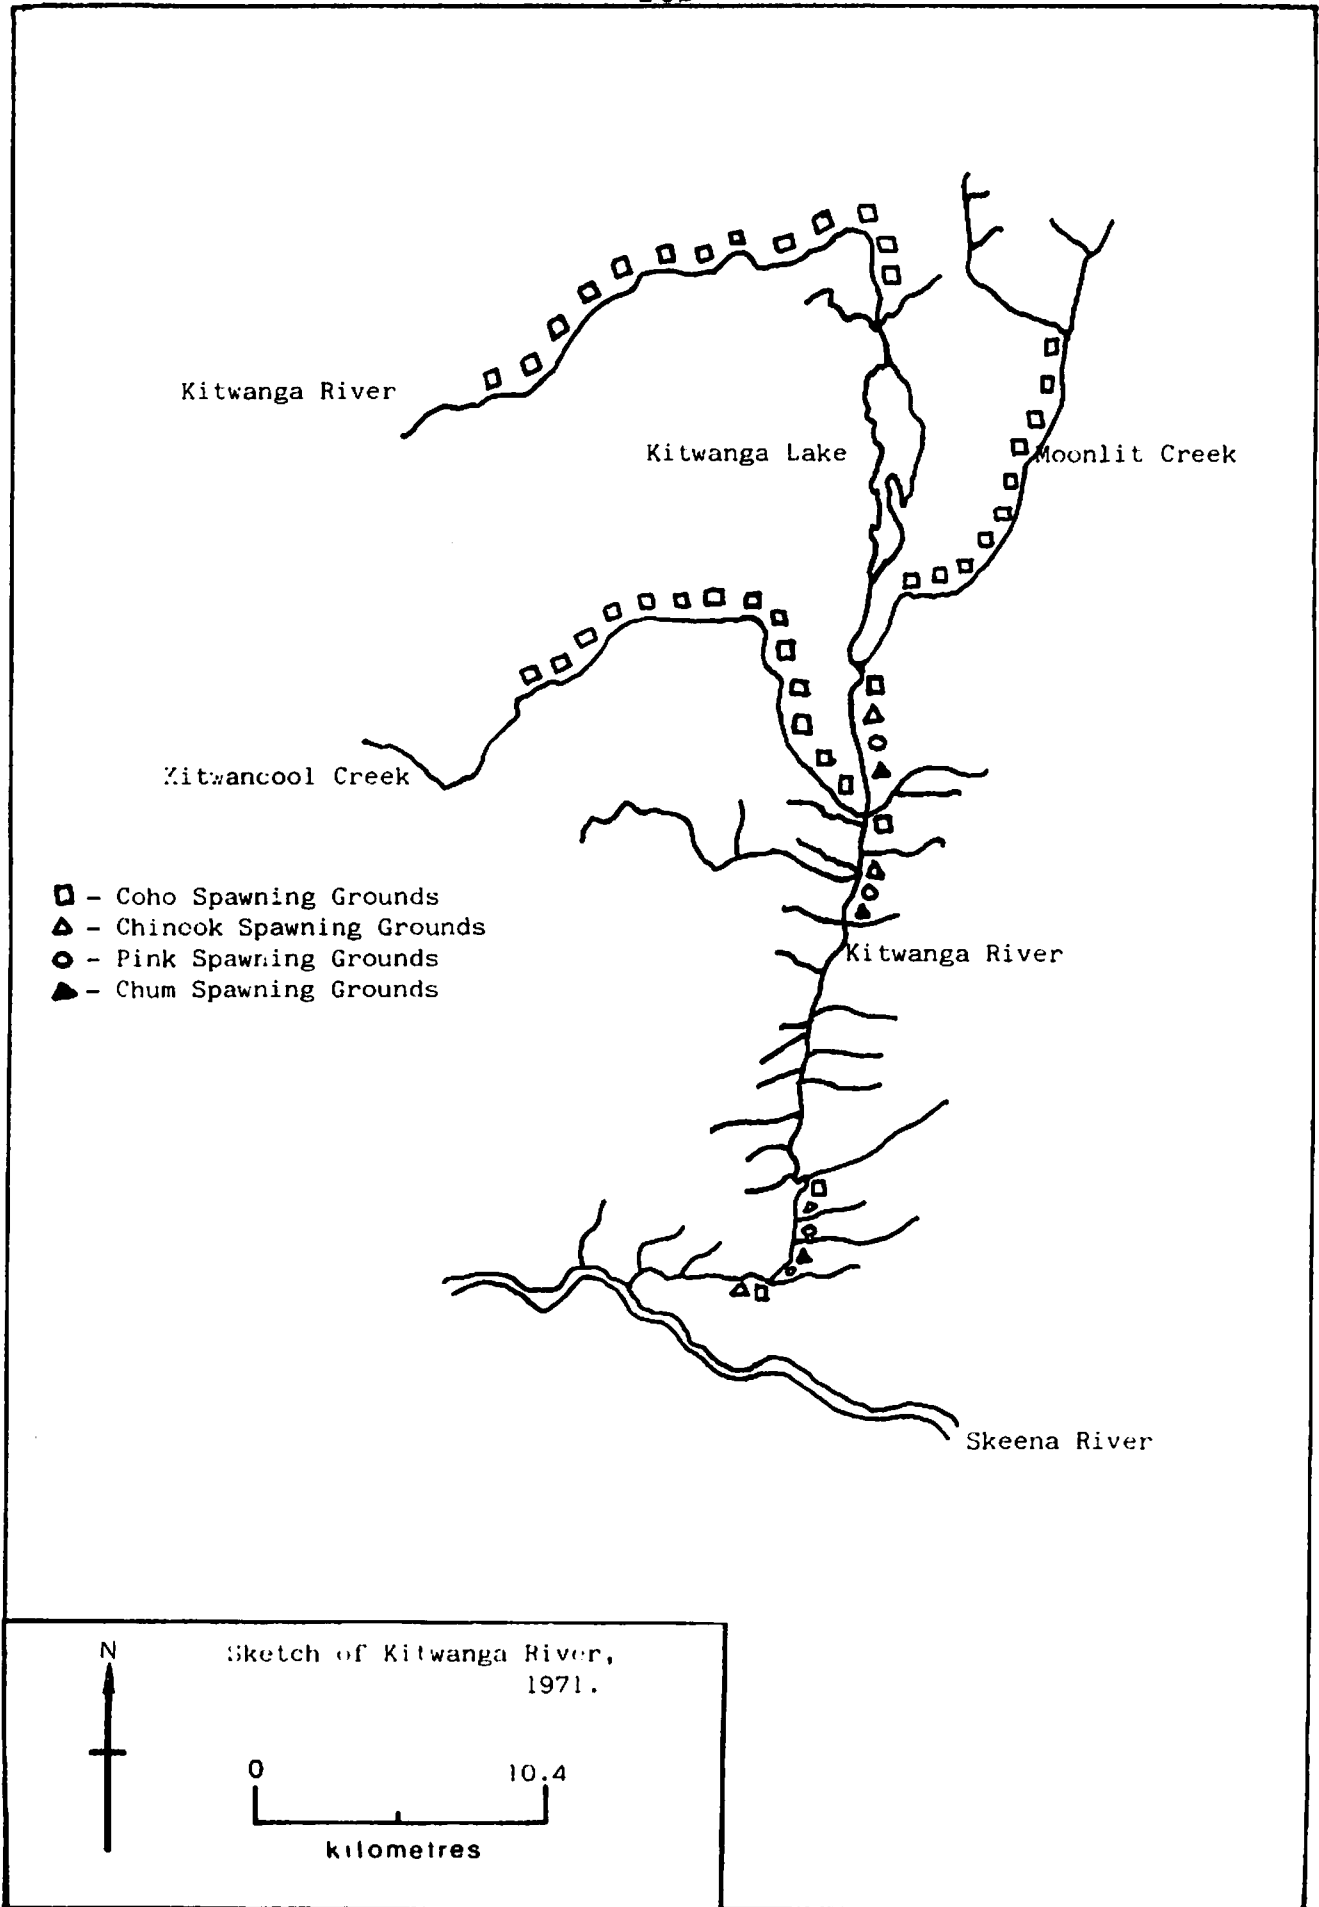 Kitwanga River
Kitwanga Lake
Moonlit Creek
Kitwancool Creek
- Coho Spawning Grounds
- Chinook Spawning Grounds
- Pink Spawning Grounds
- Chum Spawning Grounds
Kitwanga River
Skeena River
N
Sketch of Kitwanga River,
1971.
0 10.4
kilometres